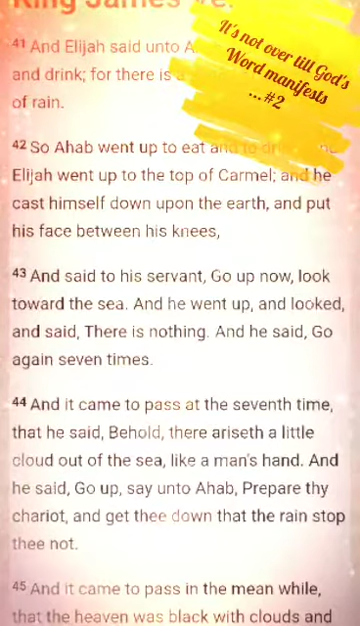 King James
It's not over till God's
Word manifests
...#2
41 And Elijah said unto A
and drink; for there is a
of rain.
42 So Ahab went up to eat and to
Elijah went up to the top of Carmel; and he
cast himself down upon the earth, and put
his face between his knees,
43 And said to his servant, Go up now, look
toward the sea. And he went up, and looked,
and said, There is nothing. And he said, Go
again seven times.
44 And it came to pass at the seventh time,
that he said, Behold, there ariseth a little
cloud out of the sea, like a man's hand. And
he said, Go up, say unto Ahab, Prepare thy
chariot, and get thee down that the rain stop
thee not.
45 And it came to pass in the mean while,
that the heaven was black with clouds and